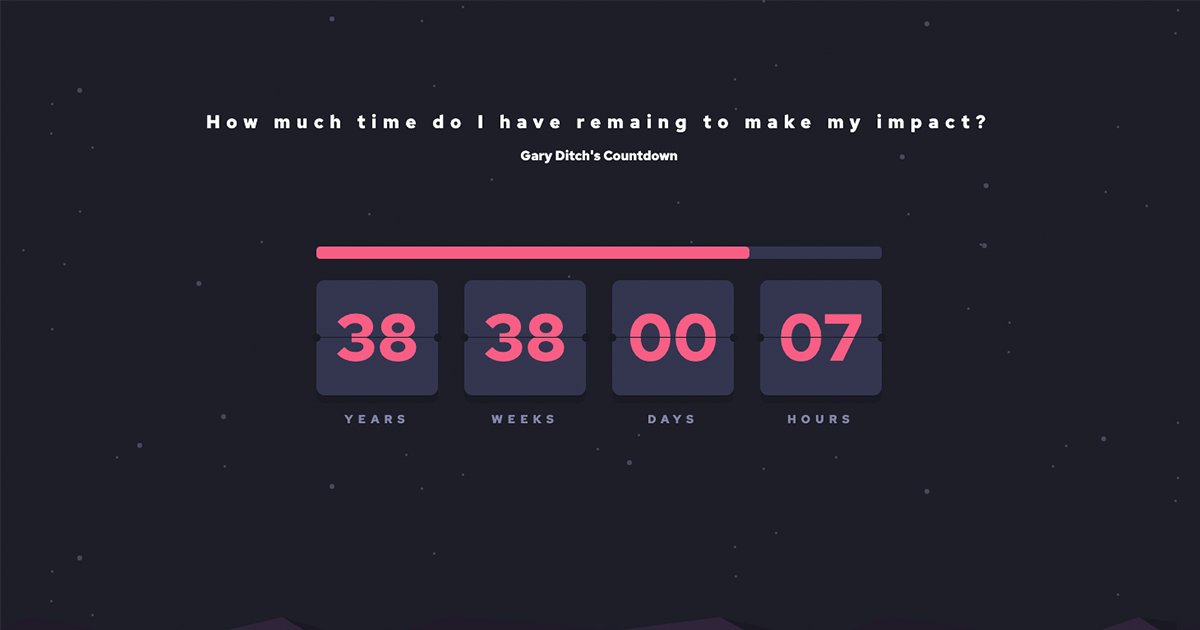 How much time do I have remaing to make my impact?
Gary Ditch's Countdown
38 38 00 07
YEARS WEEKS DAYS HOURS